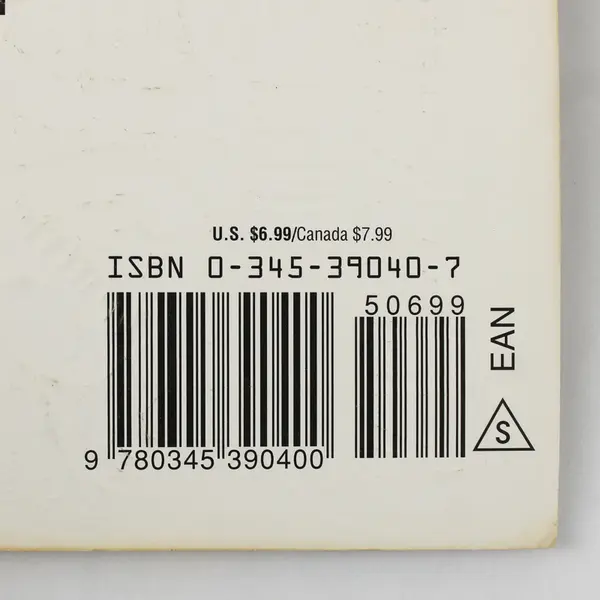 U.S. $6.99/Canada $7.99
ISBN 0-345-39040-7
50699
9 780345 390400
EAN
S